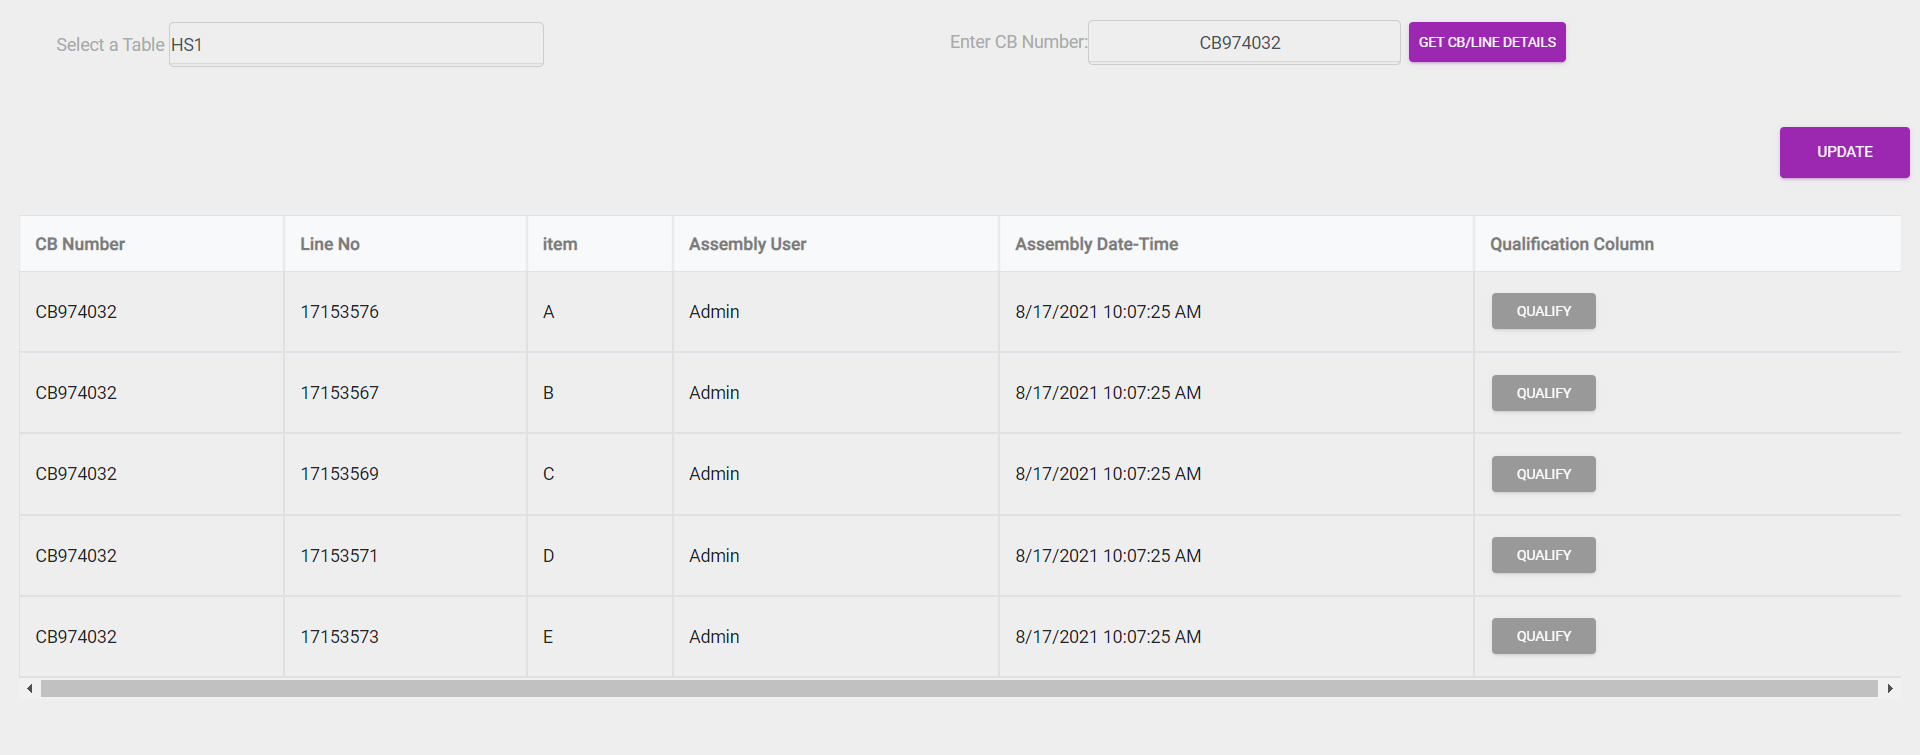 Select a Table HS1 Enter CB Number: CB974032 GET CB/LINE DETAILS
UPDATE
CB Number Line No item Assembly User Assembly Date-Time Qualification Column
CB974032 17153576 A Admin 8/17/2021 10:07:25 AM QUALIFY
CB974032 17153567 B Admin 8/17/2021 10:07:25 AM QUALIFY
CB974032 17153569 C Admin 8/17/2021 10:07:25 AM QUALIFY
CB974032 17153571 D Admin 8/17/2021 10:07:25 AM QUALIFY
CB974032 17153573 E Admin 8/17/2021 10:07:25 AM QUALIFY